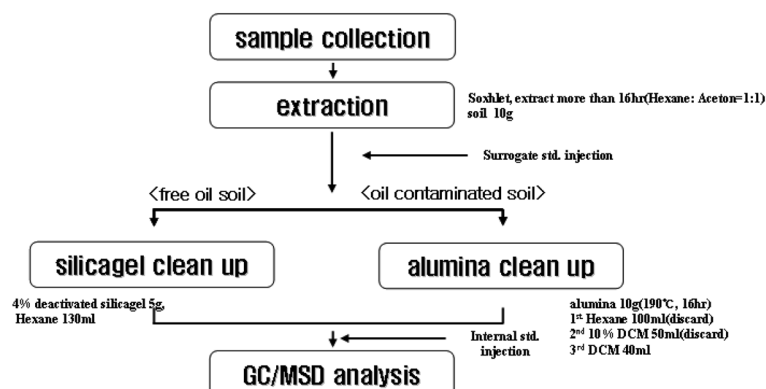 sample collection
extraction
Soxhlet, extract more than 16hr(Hexane: Aceton=1:1)
soil 10g
Surrogate std. injection
<free oil soil>
<oil contaminated soil>
silicagel clean up
alumina clean up
4% deactivated silicagel 5g,
Hexane 130ml
alumina 10g(190℃, 16hr)
1st Hexane 100ml(discard)
2nd 10% DCM 50ml(discard)
3rd DCM 40ml
Internal std.
injection
GC/MSD analysis